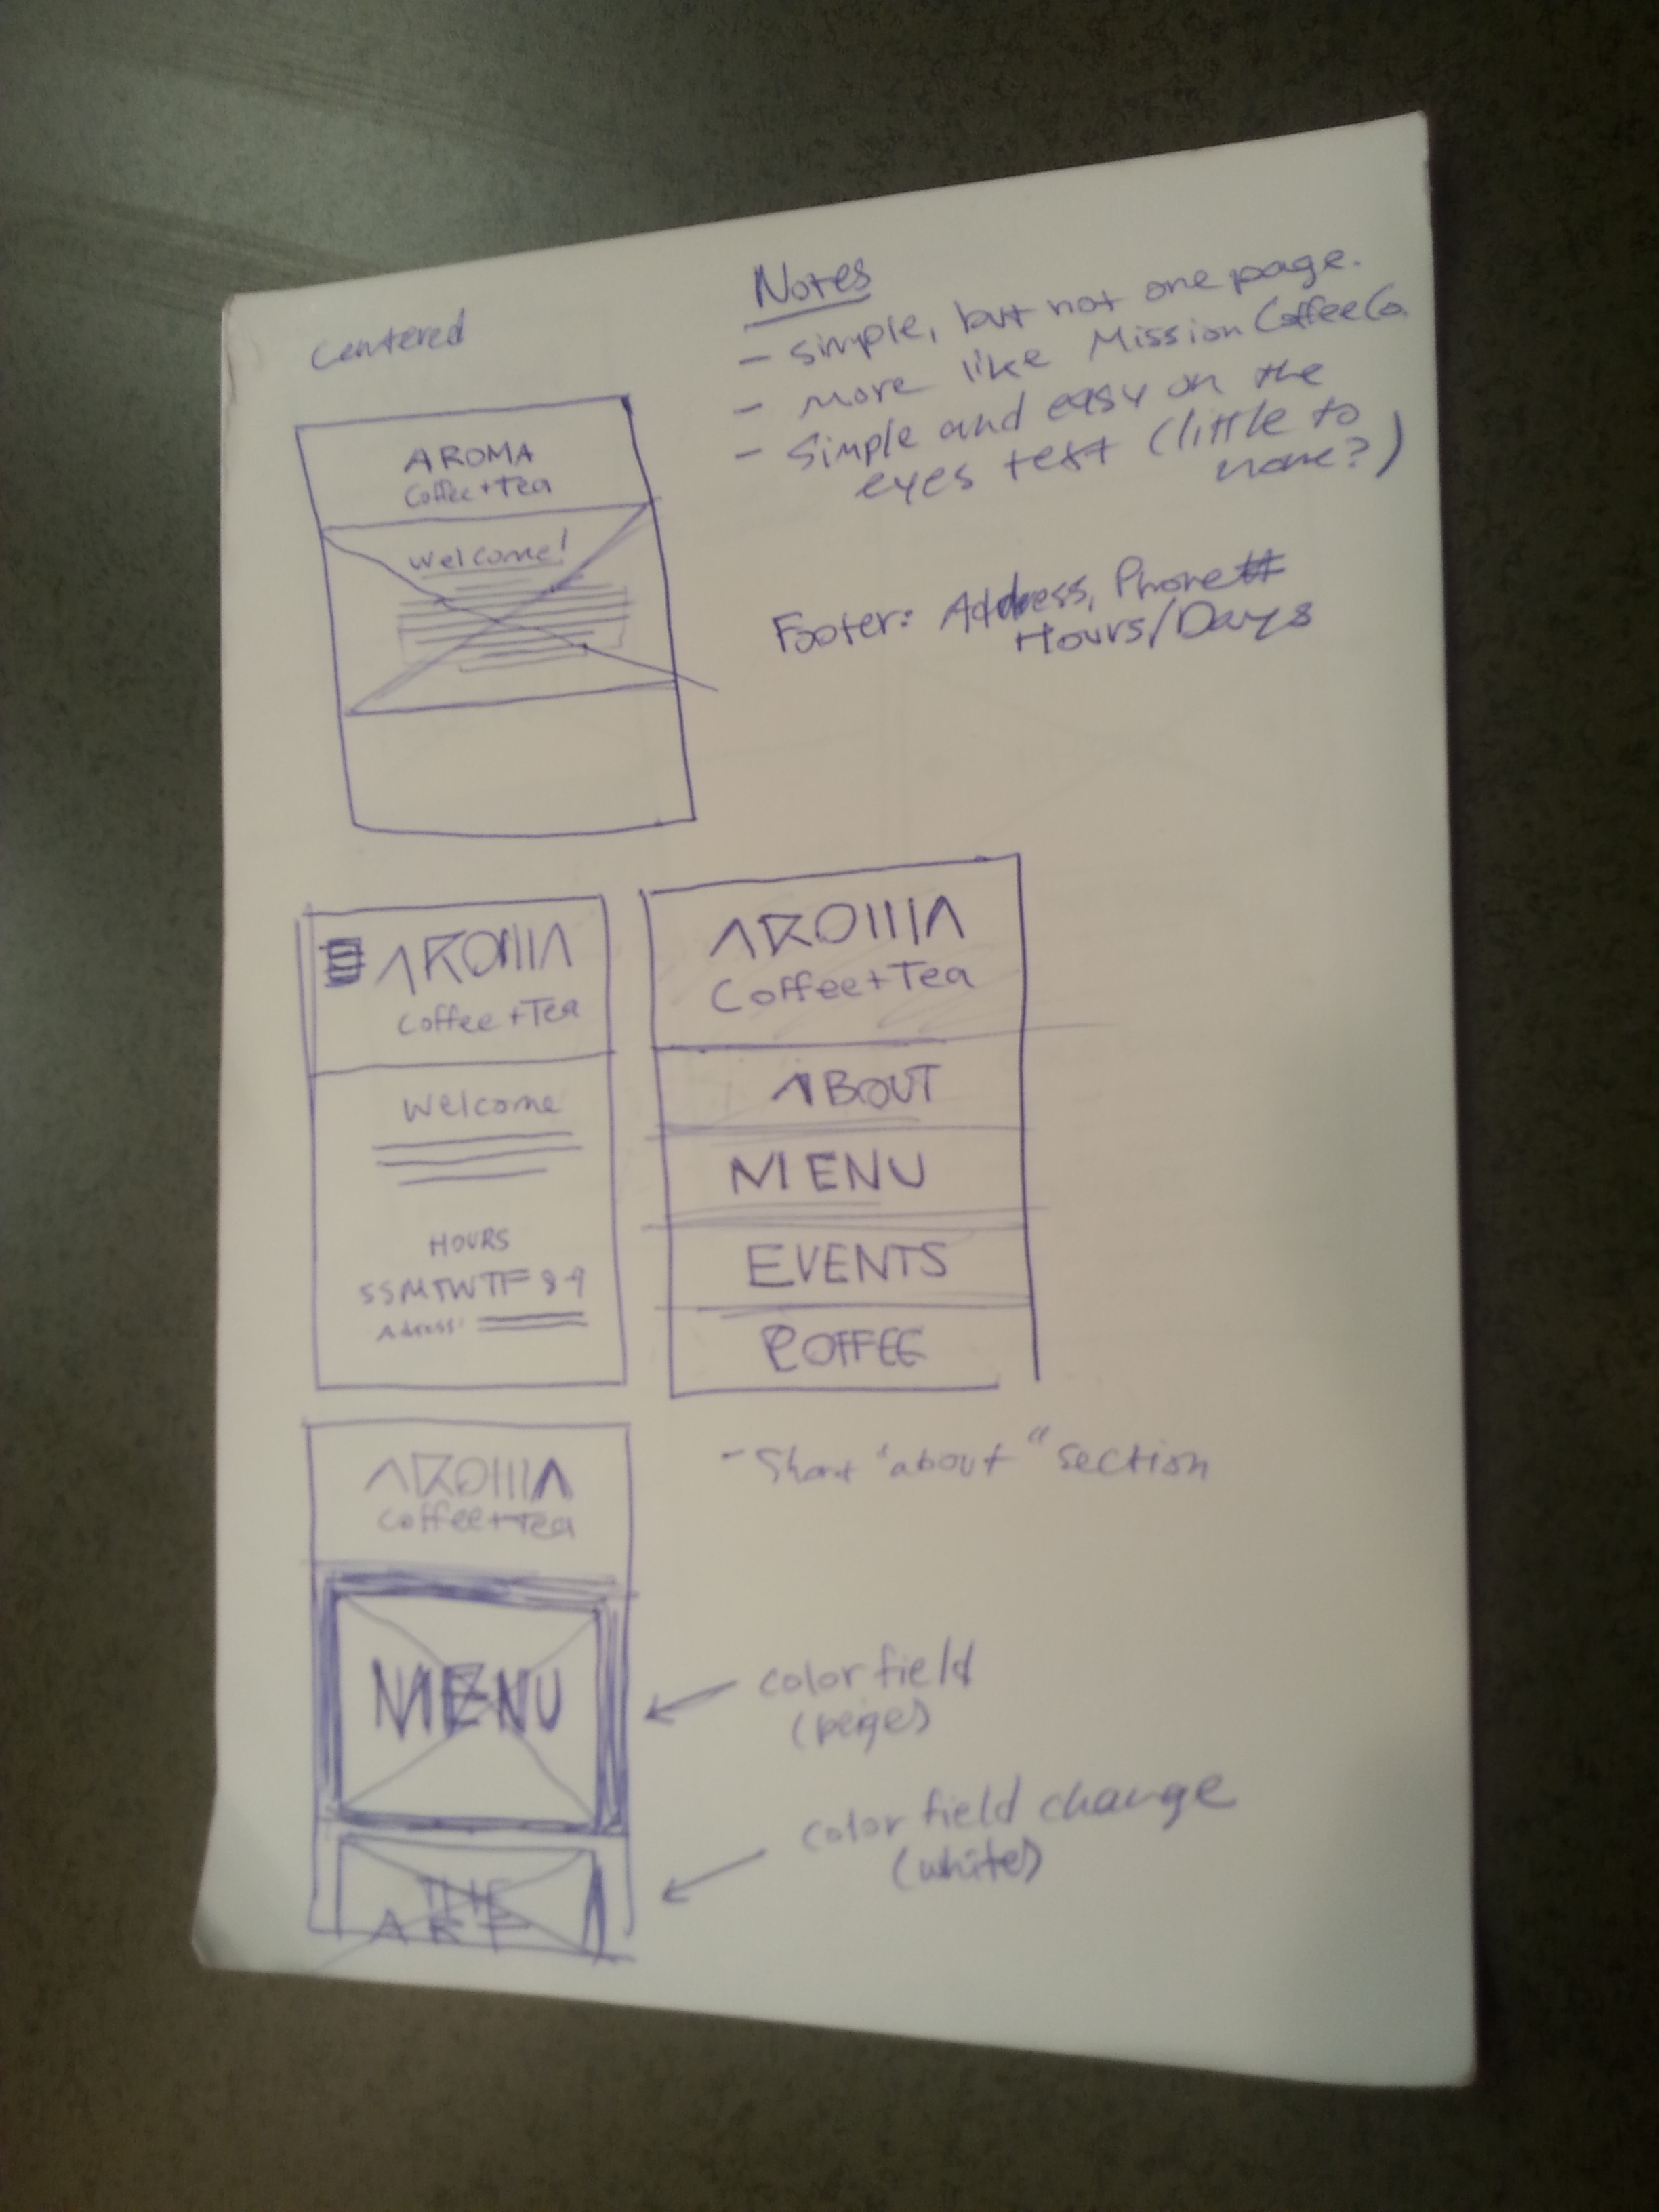 Centered
Notes
- simple, but not one page.
- more like Mission Coffee Co.
- Simple and easy on the
eyes text (little to
none?)
Footer: Address, Phone #
Hours/Days
AROMA
Coffee + Tea
Welcome!
AROMA
Coffee + Tea
Welcome
HOURS
SSMTWTF 8-9
Adress:
AROMA
Coffee + Tea
ABOUT
MENU
EVENTS
COFFEE
- Short "about" section
AROMA
Coffee + Tea
MENU
color field
(beige)
color field change
(white)
THE
ART